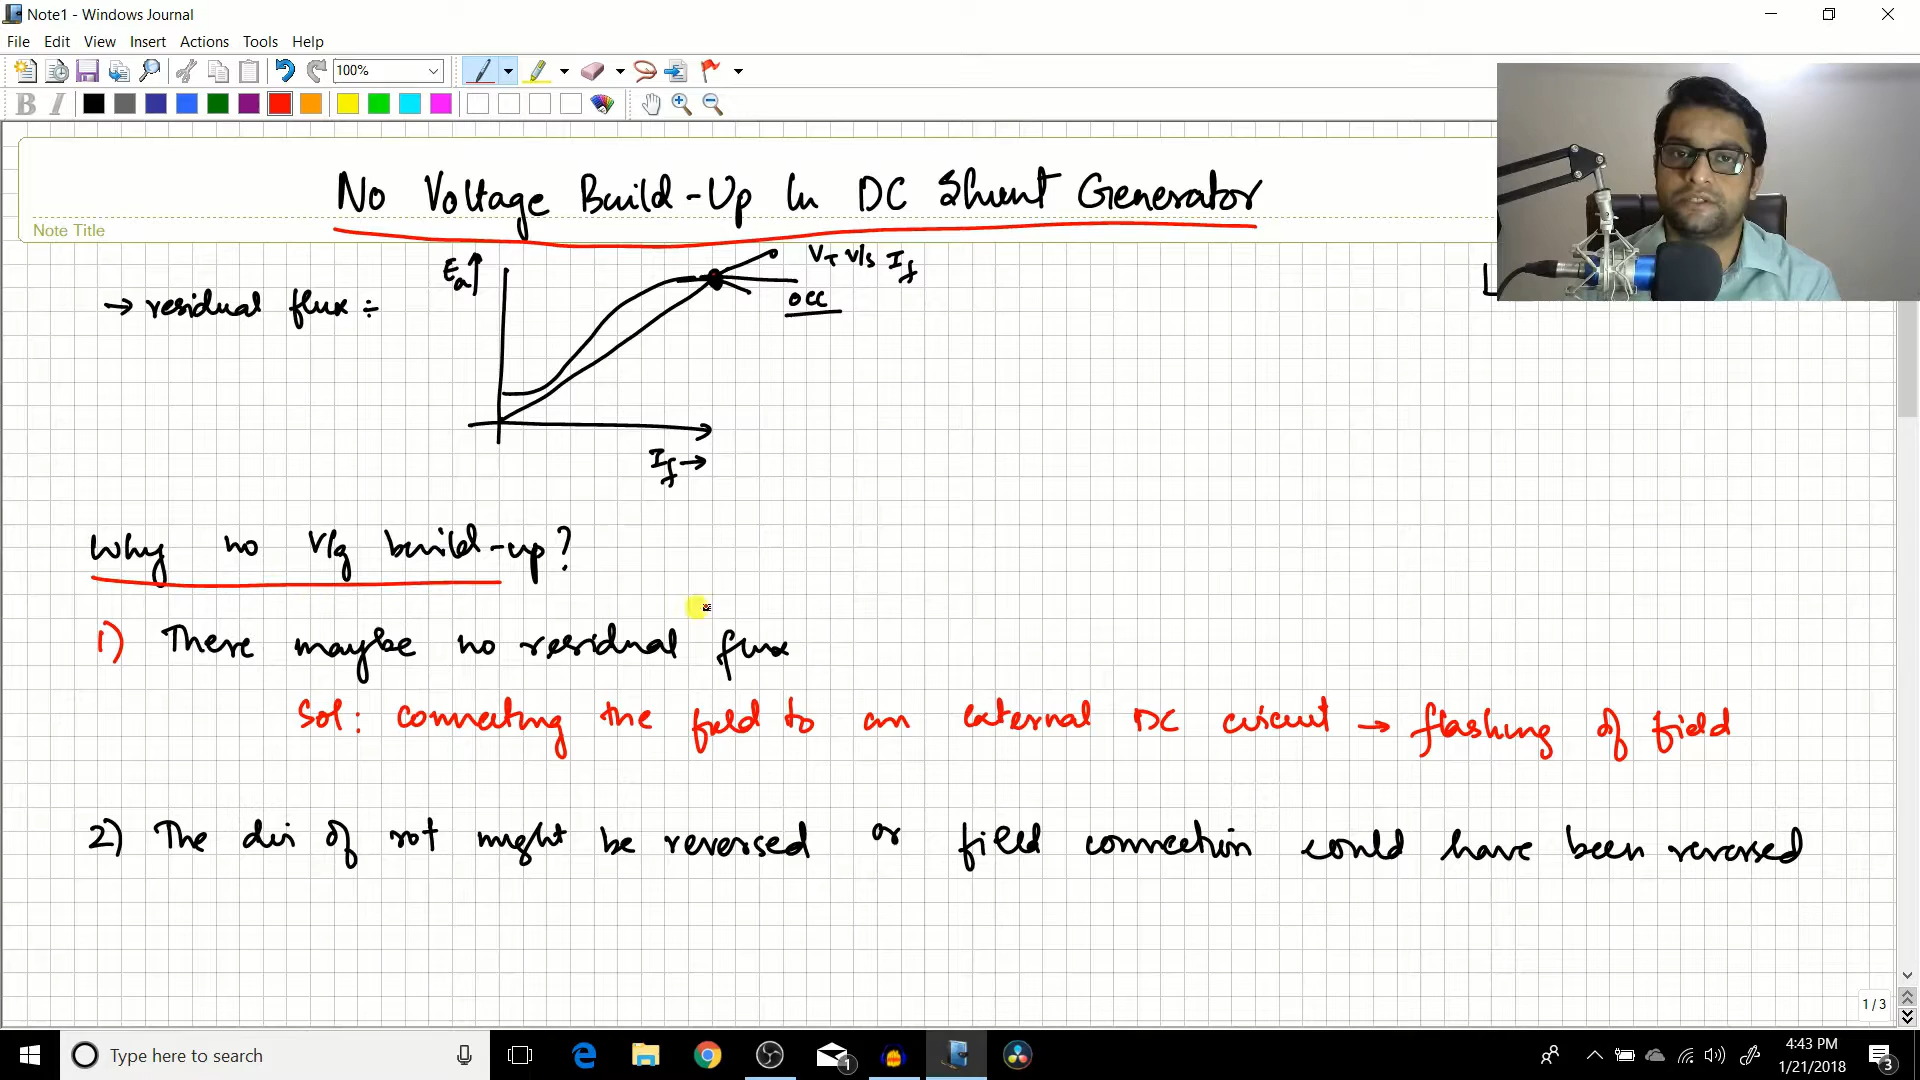 Note1 - Windows Journal
File Edit View Insert Actions Tools Help
100%
B I
No Voltage Build-Up In DC Shunt Generator
Note Title
Ea
VT v/s If
occ
→ residual flux ÷
If →
Why no V/g build-up?
1) There maybe no residual flux
Sol: connecting the field to an external DC circuit → flashing of field
2) The dir of rot might be reversed or field connection could have been reversed
1 / 3
Type here to search
1
4:43 PM
1/21/2018
3